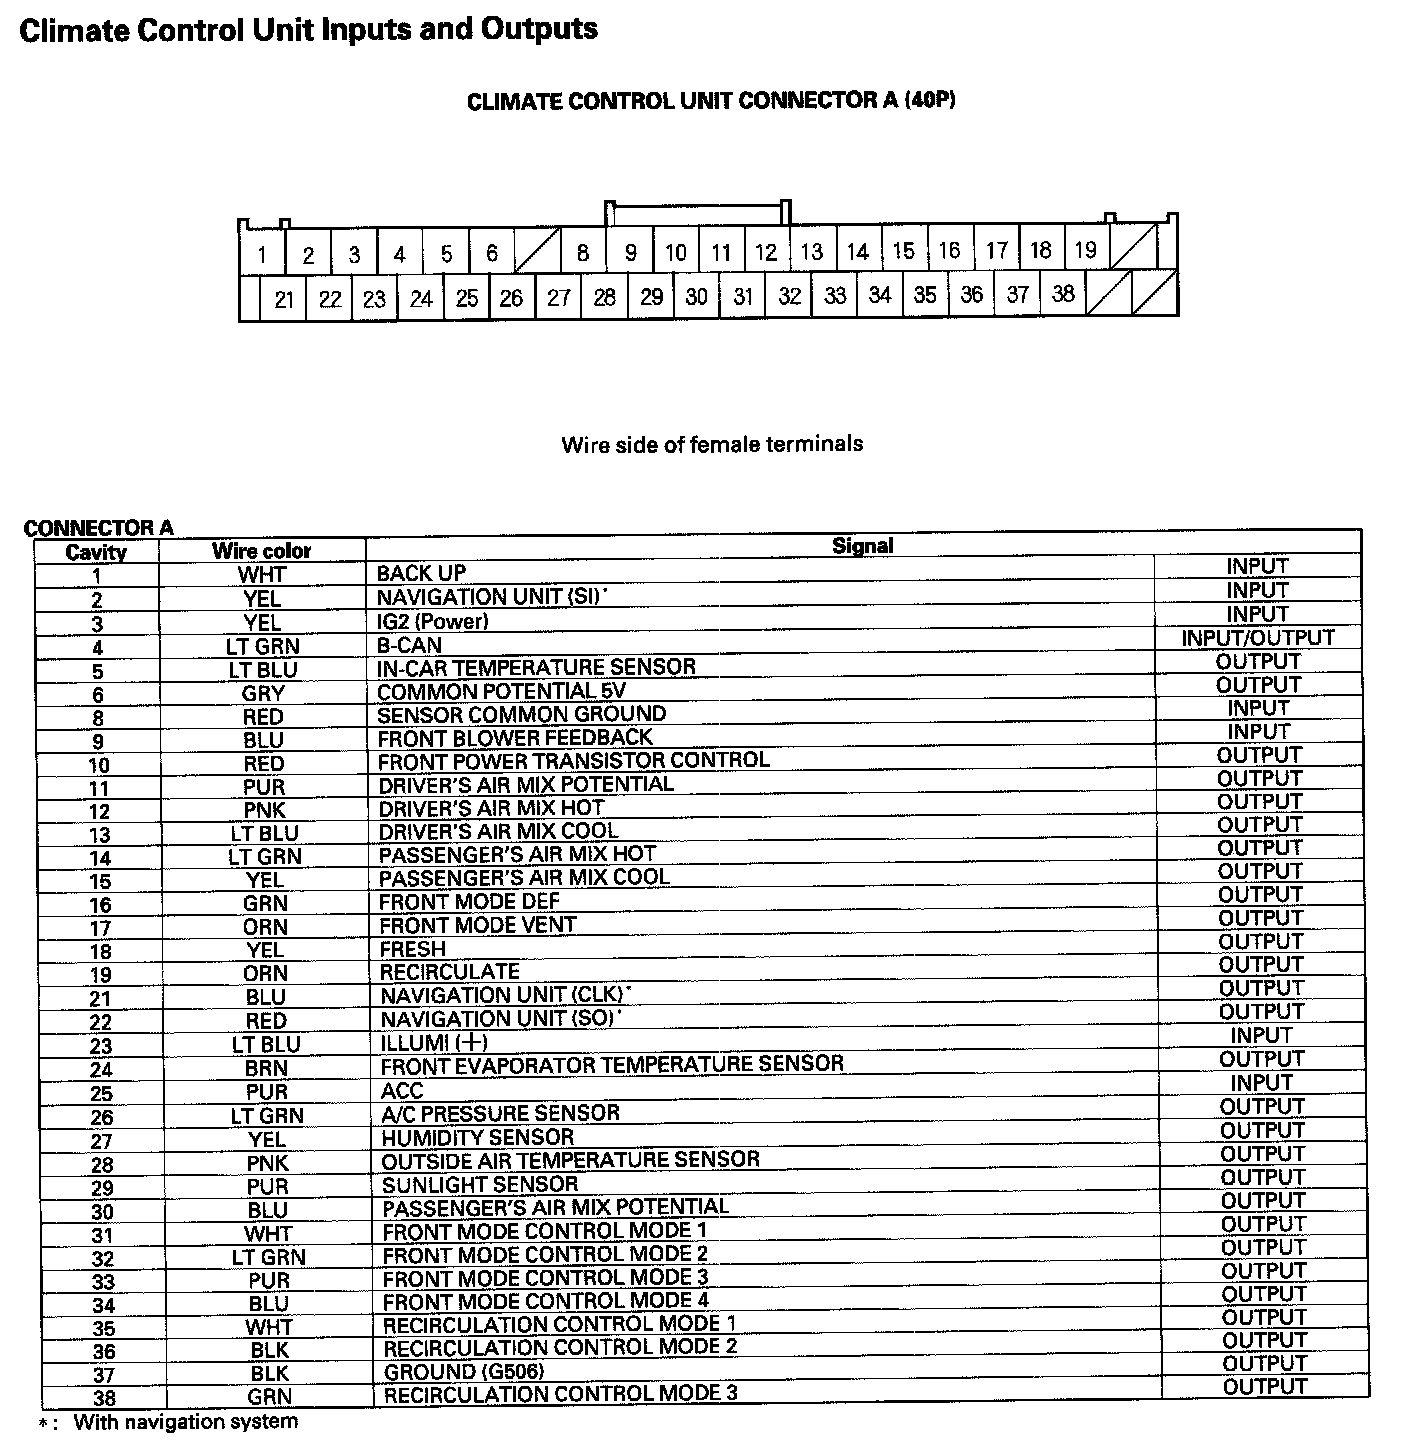 Climate Control Unit Inputs and Outputs
CLIMATE CONTROL UNIT CONNECTOR A (40P)
1 2 3 4 5 6 8 9 10 11 12 13 14 15 16 17 18 19
21 22 23 24 25 26 27 28 29 30 31 32 33 34 35 36 37 38
Wire side of female terminals
CONNECTOR A
Cavity Wire color Signal
1 WHT BACK UP INPUT
2 YEL NAVIGATION UNIT (SI)* INPUT
3 YEL IG2 (Power) INPUT
4 LT GRN B-CAN INPUT/OUTPUT
5 LT BLU IN-CAR TEMPERATURE SENSOR OUTPUT
6 GRY COMMON POTENTIAL 5V OUTPUT
8 RED SENSOR COMMON GROUND INPUT
9 BLU FRONT BLOWER FEEDBACK INPUT
10 RED FRONT POWER TRANSISTOR CONTROL OUTPUT
11 PUR DRIVER'S AIR MIX POTENTIAL OUTPUT
12 PNK DRIVER'S AIR MIX HOT OUTPUT
13 LT BLU DRIVER'S AIR MIX COOL OUTPUT
14 LT GRN PASSENGER'S AIR MIX HOT OUTPUT
15 YEL PASSENGER'S AIR MIX COOL OUTPUT
16 GRN FRONT MODE DEF OUTPUT
17 ORN FRONT MODE VENT OUTPUT
18 YEL FRESH OUTPUT
19 ORN RECIRCULATE OUTPUT
21 BLU NAVIGATION UNIT (CLK)* OUTPUT
22 RED NAVIGATION UNIT (SO)* OUTPUT
23 LT BLU ILLUMI (+) INPUT
24 BRN FRONT EVAPORATOR TEMPERATURE SENSOR OUTPUT
25 PUR ACC INPUT
26 LT GRN A/C PRESSURE SENSOR OUTPUT
27 YEL HUMIDITY SENSOR OUTPUT
28 PNK OUTSIDE AIR TEMPERATURE SENSOR OUTPUT
29 PUR SUNLIGHT SENSOR OUTPUT
30 BLU PASSENGER'S AIR MIX POTENTIAL OUTPUT
31 WHT FRONT MODE CONTROL MODE 1 OUTPUT
32 LT GRN FRONT MODE CONTROL MODE 2 OUTPUT
33 PUR FRONT MODE CONTROL MODE 3 OUTPUT
34 BLU FRONT MODE CONTROL MODE 4 OUTPUT
35 WHT RECIRCULATION CONTROL MODE 1 OUTPUT
36 BLK RECIRCULATION CONTROL MODE 2 OUTPUT
37 BLK GROUND (G506) OUTPUT
38 GRN RECIRCULATION CONTROL MODE 3 OUTPUT
*: With navigation system